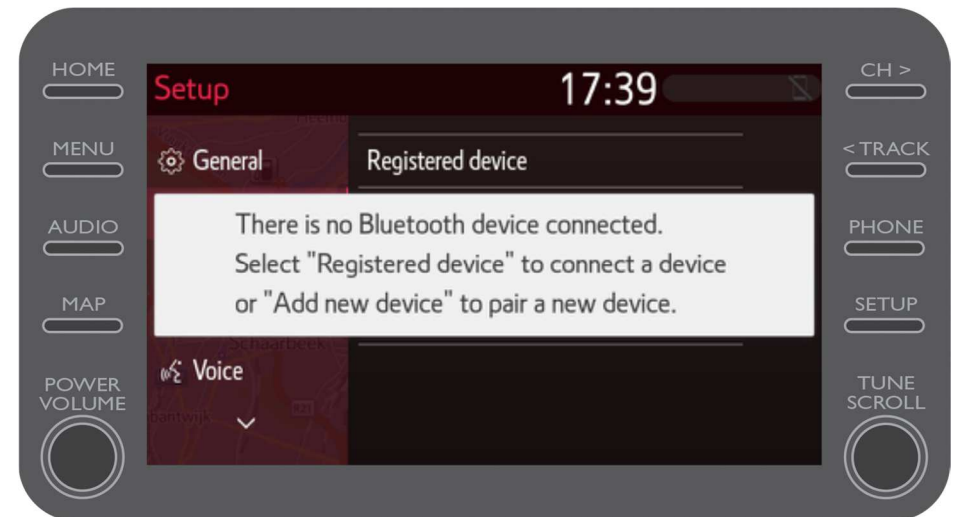 HOME
CH >
Setup
17:39
MENU
General
Registered device
< TRACK
AUDIO
There is no Bluetooth device connected.
Select "Registered device" to connect a device
or "Add new device" to pair a new device.
PHONE
MAP
SETUP
Schaarbeek
Voice
POWER
VOLUME
TUNE
SCROLL
R21